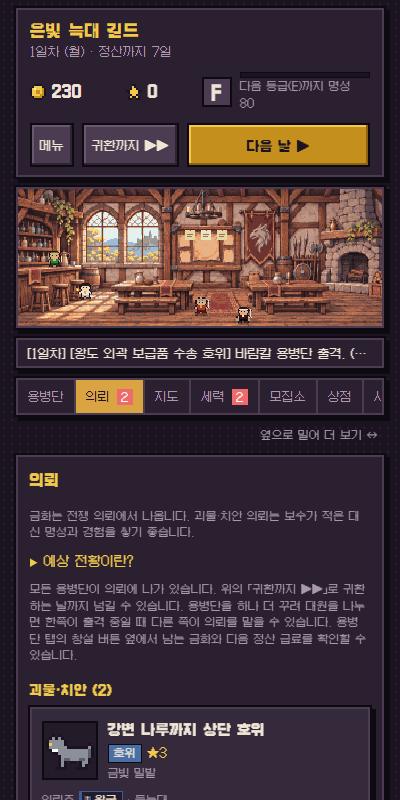 은빛 늑대 길드
1일차 (월) · 정산까지 7일
230
0
F
다음 등급(E)까지 명성
80
메뉴
귀환까지 ▶▶
다음 날 ▶
[1일차] [왕도 외곽 보급품 수송 호위] 바람칼 용병단 출격. (…
용병단
의뢰 2
지도
세력 2
모집소
상점
옆으로 밀어 더 보기 ↔
의뢰
금화는 전쟁 의뢰에서 나옵니다. 괴물·치안 의뢰는 보수가 적은 대
신 명성과 경험을 쌓기 좋습니다.
▶ 예상 전황이란?
모든 용병단이 의뢰에 나가 있습니다. 위의 「귀환까지 ▶▶」로 귀환
하는 날까지 넘길 수 있습니다. 용병단을 하나 더 꾸려 대원을 나누
면 한쪽이 출격 중일 때 다른 쪽이 의뢰를 맡을 수 있습니다. 용병
단 탭의 창설 버튼 옆에서 남는 금화와 다음 정산 급료를 확인할 수
있습니다.
괴물·치안 (2)
강변 나루까지 상단 호위
호위 ★3
금빛 밀밭